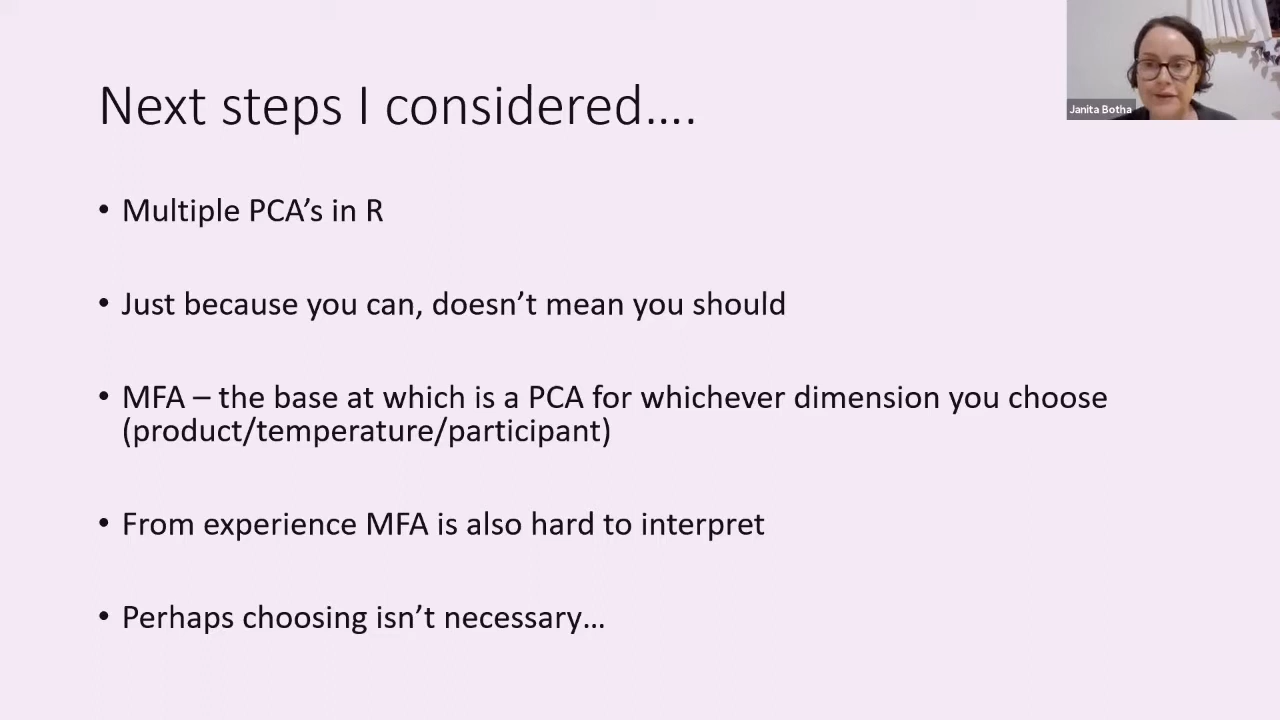 Next steps I considered….
Janita Botha
• Multiple PCA’s in R
• Just because you can, doesn’t mean you should
• MFA – the base at which is a PCA for whichever dimension you choose
(product/temperature/participant)
• From experience MFA is also hard to interpret
• Perhaps choosing isn’t necessary…